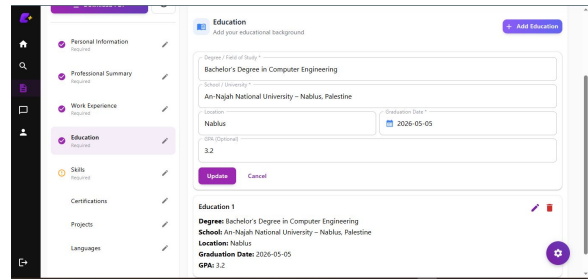 Download PDF
Personal Information
Required
Professional Summary
Required
Work Experience
Required
Education
Required
Skills
Required
Certifications
Projects
Languages
Education
Add your educational background
+ Add Education
Degree / Field of Study *
Bachelor's Degree in Computer Engineering
School / University *
An-Najah National University – Nablus, Palestine
Location
Nablus
Graduation Date *
2026-05-05
GPA (Optional)
3.2
Update
Cancel
Education 1
Degree: Bachelor's Degree in Computer Engineering
School: An-Najah National University – Nablus, Palestine
Location: Nablus
Graduation Date: 2026-05-05
GPA: 3.2